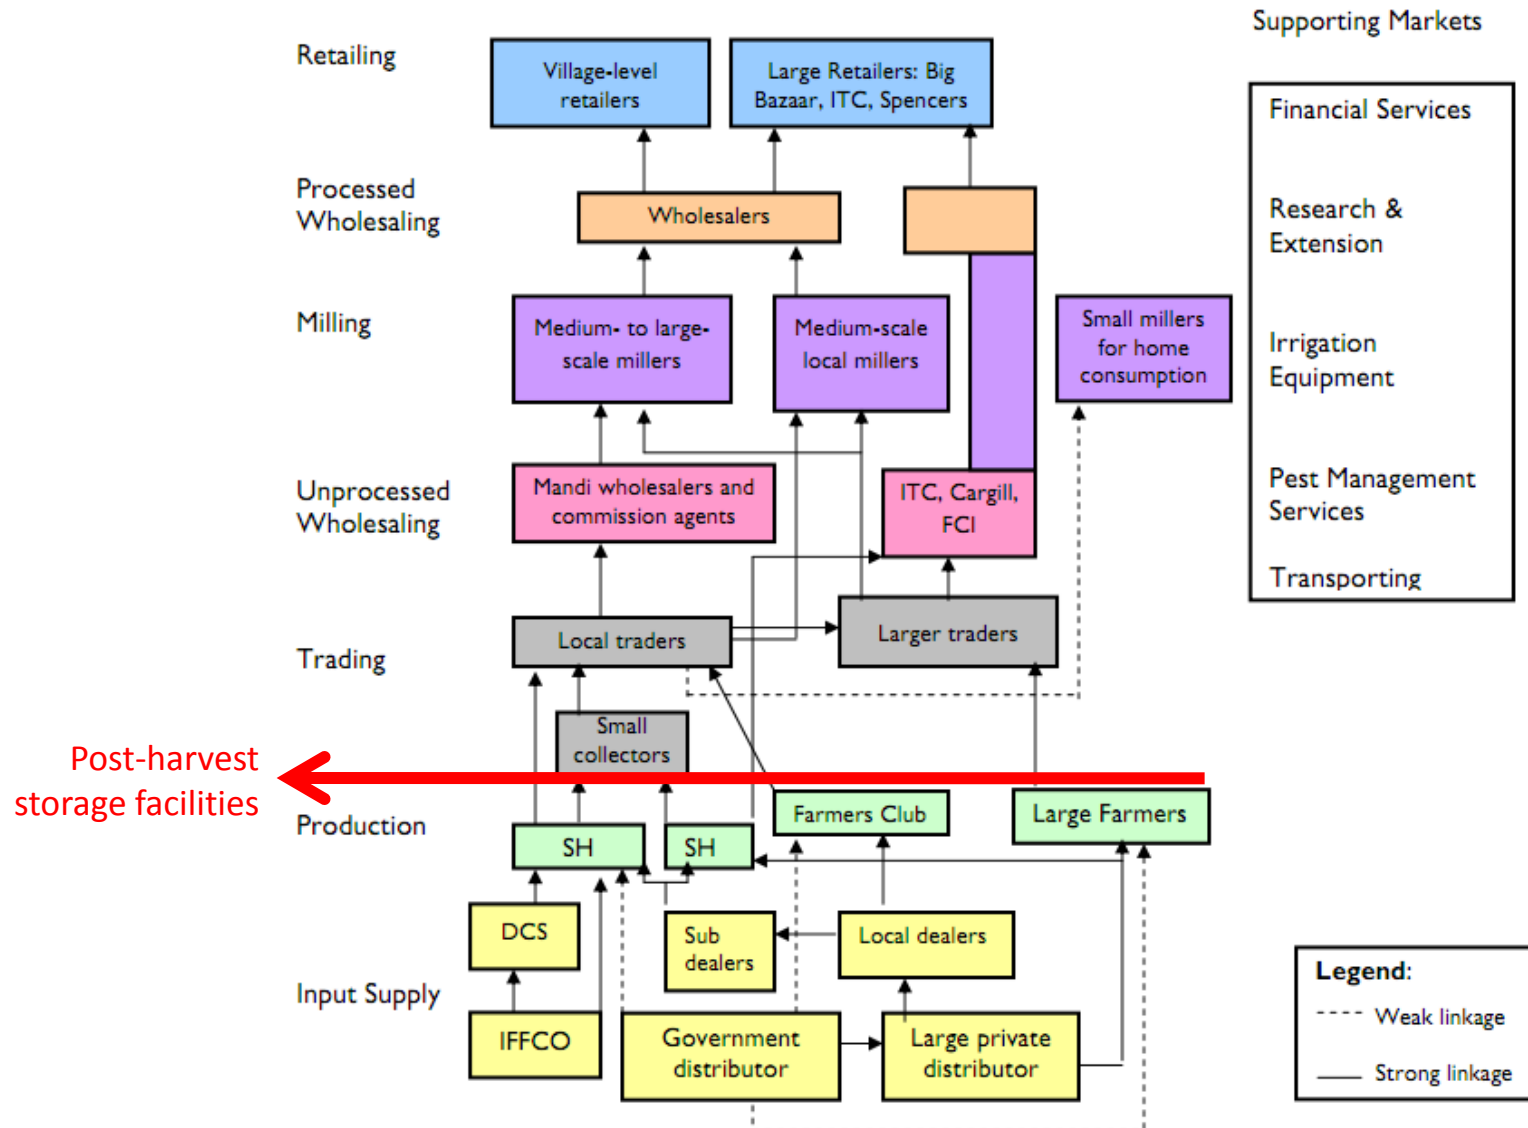 Supporting Markets
Retailing
Village-level
retailers
Large Retailers: Big
Bazaar, ITC, Spencers
Financial Services
Processed
Wholesaling
Wholesalers
Research &
Extension
Milling
Medium- to large-
scale millers
Medium-scale
local millers
Small millers
for home
consumption
Irrigation
Equipment
Unprocessed
Wholesaling
Mandi wholesalers and
commission agents
ITC, Cargill,
FCI
Pest Management
Services
Transporting
Trading
Local traders
Larger traders
Small
collectors
Post-harvest
storage facilities
Production
SH
SH
Farmers Club
Large Farmers
DCS
Sub
dealers
Local dealers
Input Supply
IFFCO
Government
distributor
Large private
distributor
Legend:
Weak linkage
Strong linkage